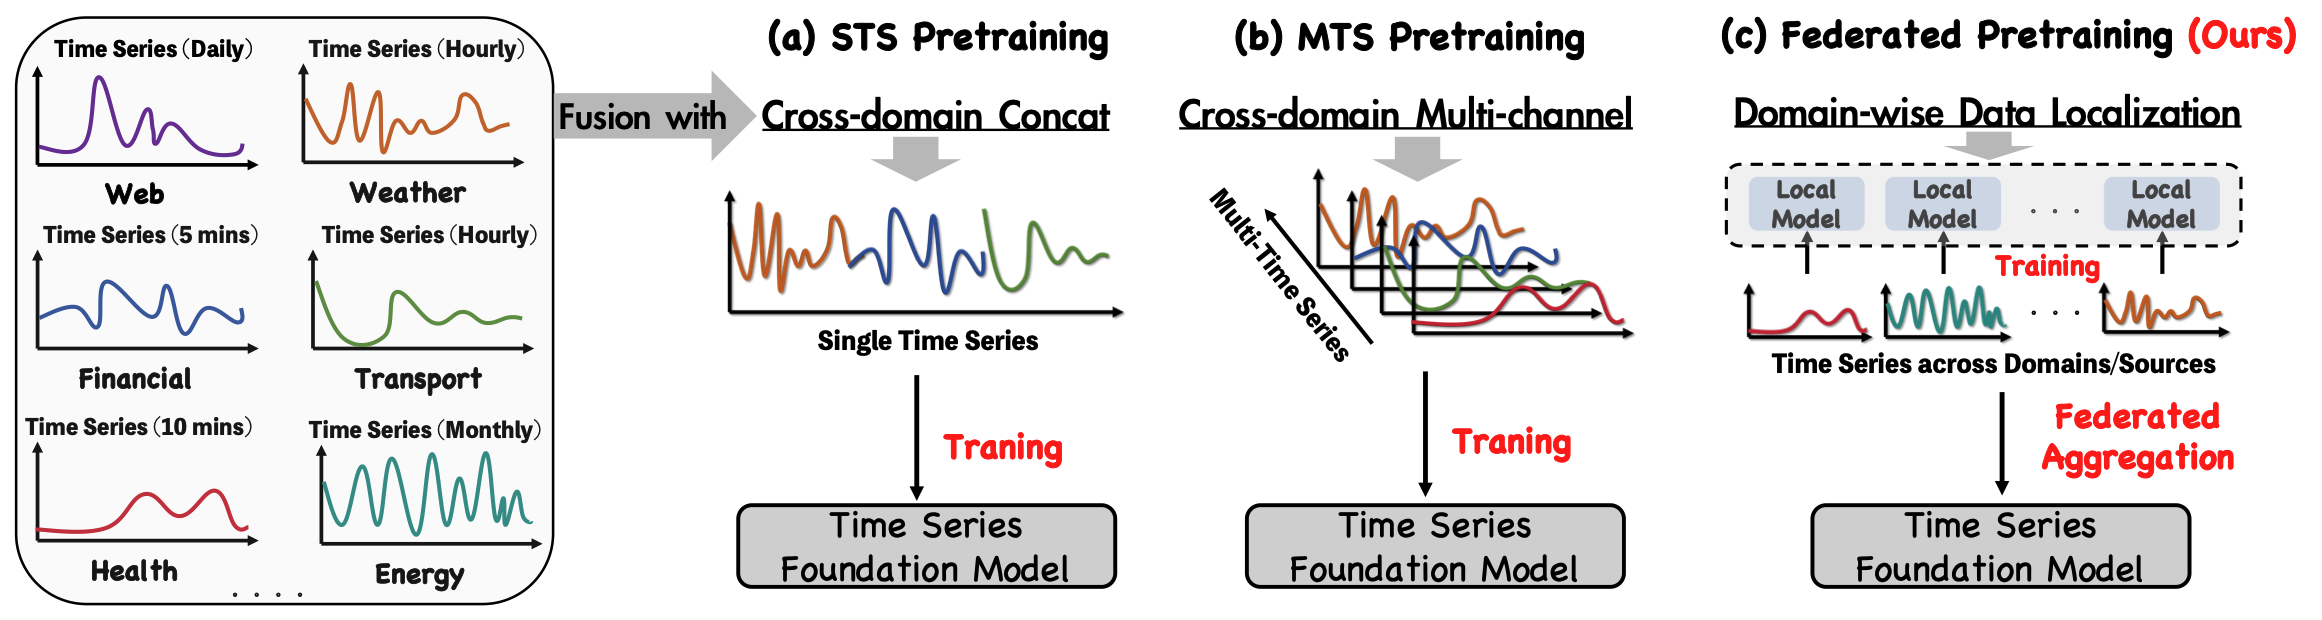 Time Series (Daily)
Web
Time Series (Hourly)
Weather
Time Series (5 mins)
Financial
Time Series (Hourly)
Transport
Time Series (10 mins)
Health
Time Series (Monthly)
Energy
. . . .
Fusion with
(a) STS Pretraining
Cross-domain Concat
Single Time Series
Traning
Time Series
Foundation Model
(b) MTS Pretraining
Cross-domain Multi-channel
Multi-Time Series
Traning
Time Series
Foundation Model
(c) Federated Pretraining (Ours)
Domain-wise Data Localization
Local
Model
Local
Model
. . .
Local
Model
Training
. . .
Time Series across Domains/Sources
Federated
Aggregation
Time Series
Foundation Model